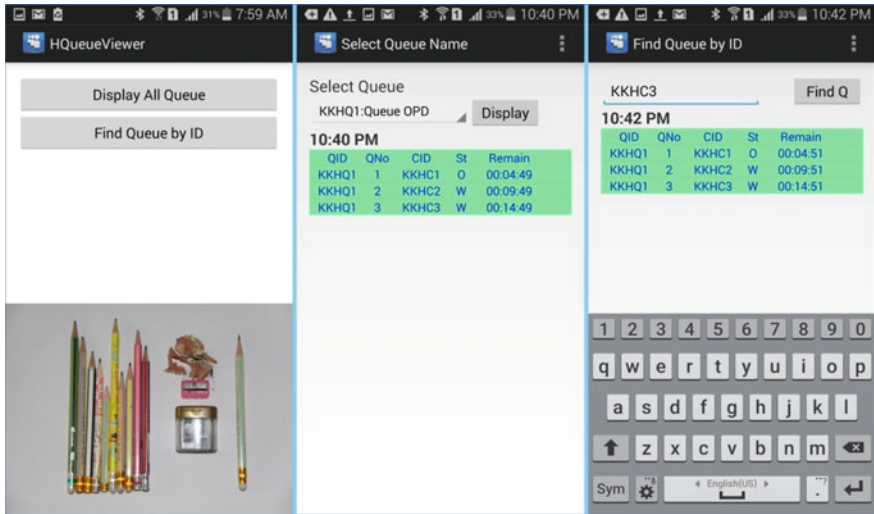 31% 7:59 AM
HQueueViewer
Display All Queue
Find Queue by ID
33% 10:40 PM
Select Queue Name
Select Queue
KKHQ1:Queue OPD Display
10:40 PM
QID QNo CID St Remain
KKHQ1 1 KKHC1 O 00:04:49
KKHQ1 2 KKHC2 W 00:09:49
KKHQ1 3 KKHC3 W 00:14:49
33% 10:42 PM
Find Queue by ID
KKHC3 Find Q
10:42 PM
QID QNo CID St Remain
KKHQ1 1 KKHC1 O 00:04:51
KKHQ1 2 KKHC2 W 00:09:51
KKHQ1 3 KKHC3 W 00:14:51
1 2 3 4 5 6 7 8 9 0
q w e r t y u i o p
a s d f g h j k l
z x c v b n m
Sym English(US) .